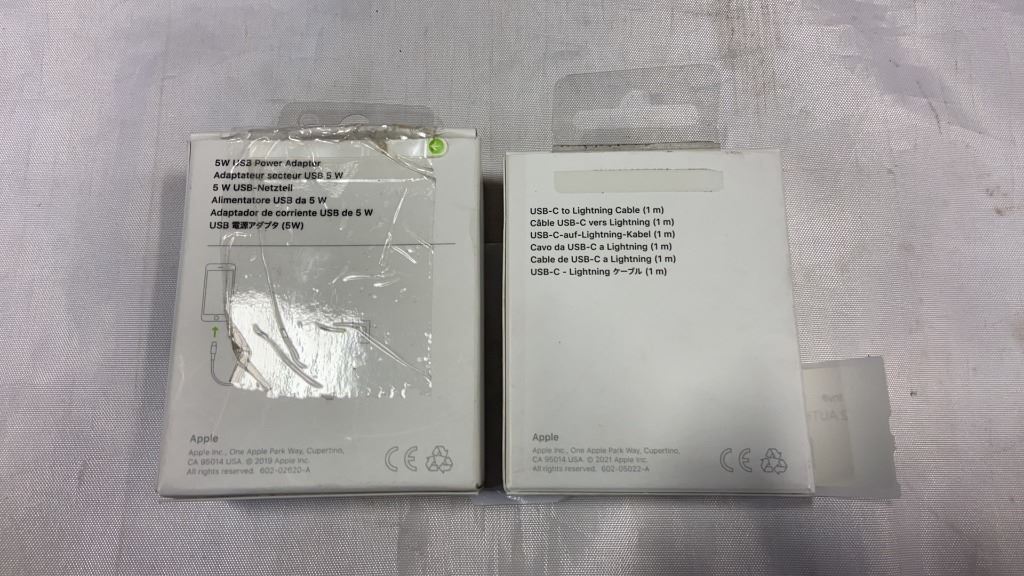 5W USB Power Adapter
Adaptateur secteur USB 5 W
5 W USB-Netzteil
Alimentatore USB da 5 W
Adaptador de corriente USB de 5 W
USB 電源アダプタ (5W)
Apple
Apple Inc., One Apple Park Way, Cupertino,
CA 95014 USA. © 2019 Apple Inc.
All rights reserved. 602-02620-A
CE
USB-C to Lightning Cable (1 m)
Câble USB-C vers Lightning (1 m)
USB-C-auf-Lightning-Kabel (1 m)
Cavo da USB-C a Lightning (1 m)
Cable de USB-C a Lightning (1 m)
USB-C - Lightning ケーブル (1 m)
Apple
Apple Inc., One Apple Park Way, Cupertino,
CA 95014 USA. © 2021 Apple Inc.
All rights reserved. 602-05022-A
CE